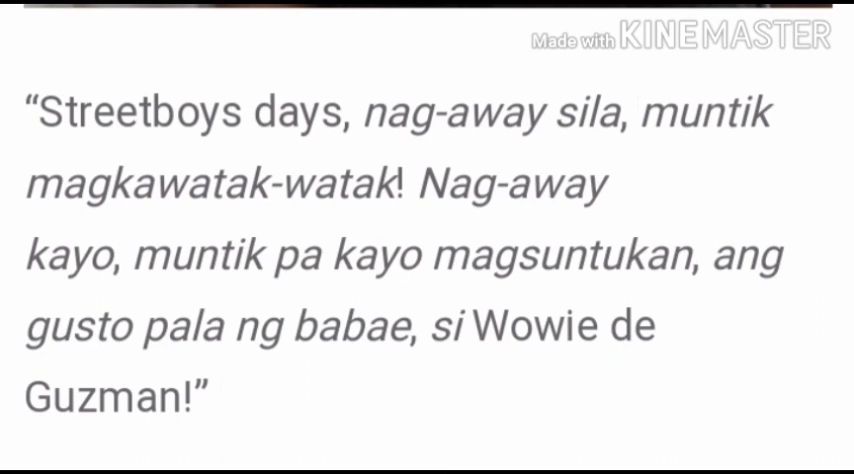 Made with KINEMASTER
“Streetboys days, nag-away sila, muntik
magkawatak-watak! Nag-away
kayo, muntik pa kayo magsuntukan, ang
gusto pala ng babae, si Wowie de
Guzman!”